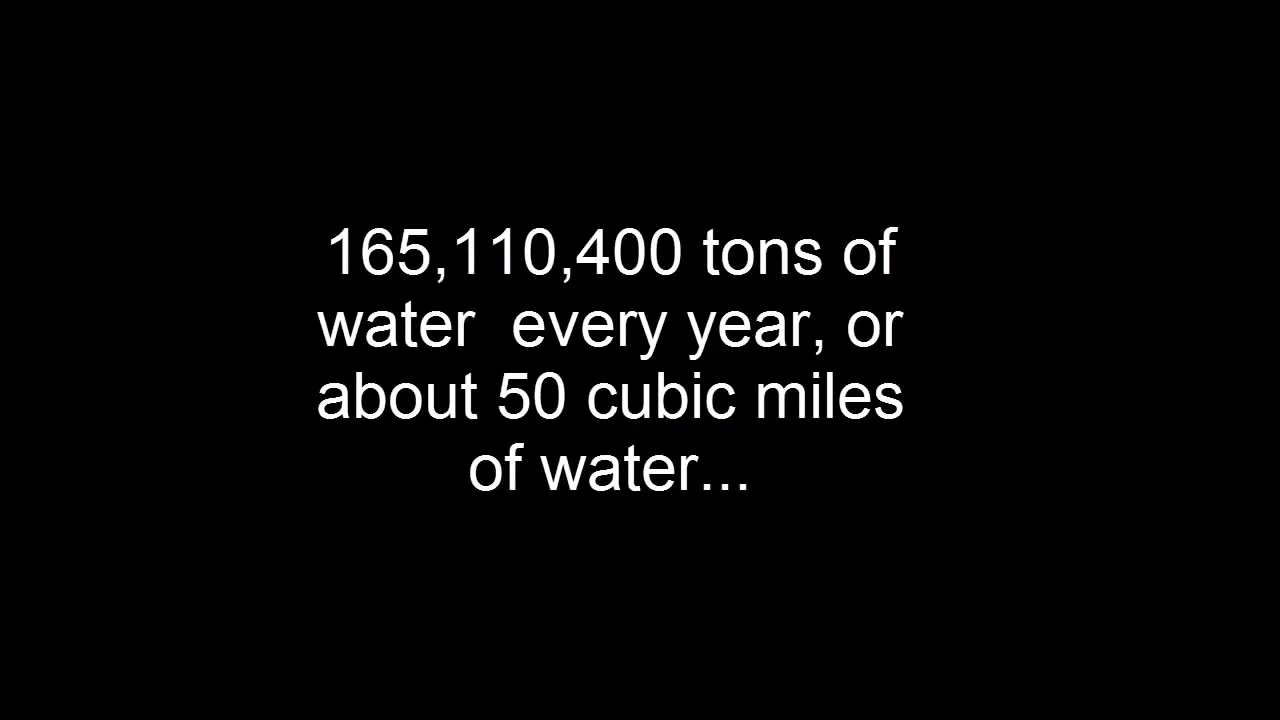 165,110,400 tons of
water  every year, or
about 50 cubic miles
of water...